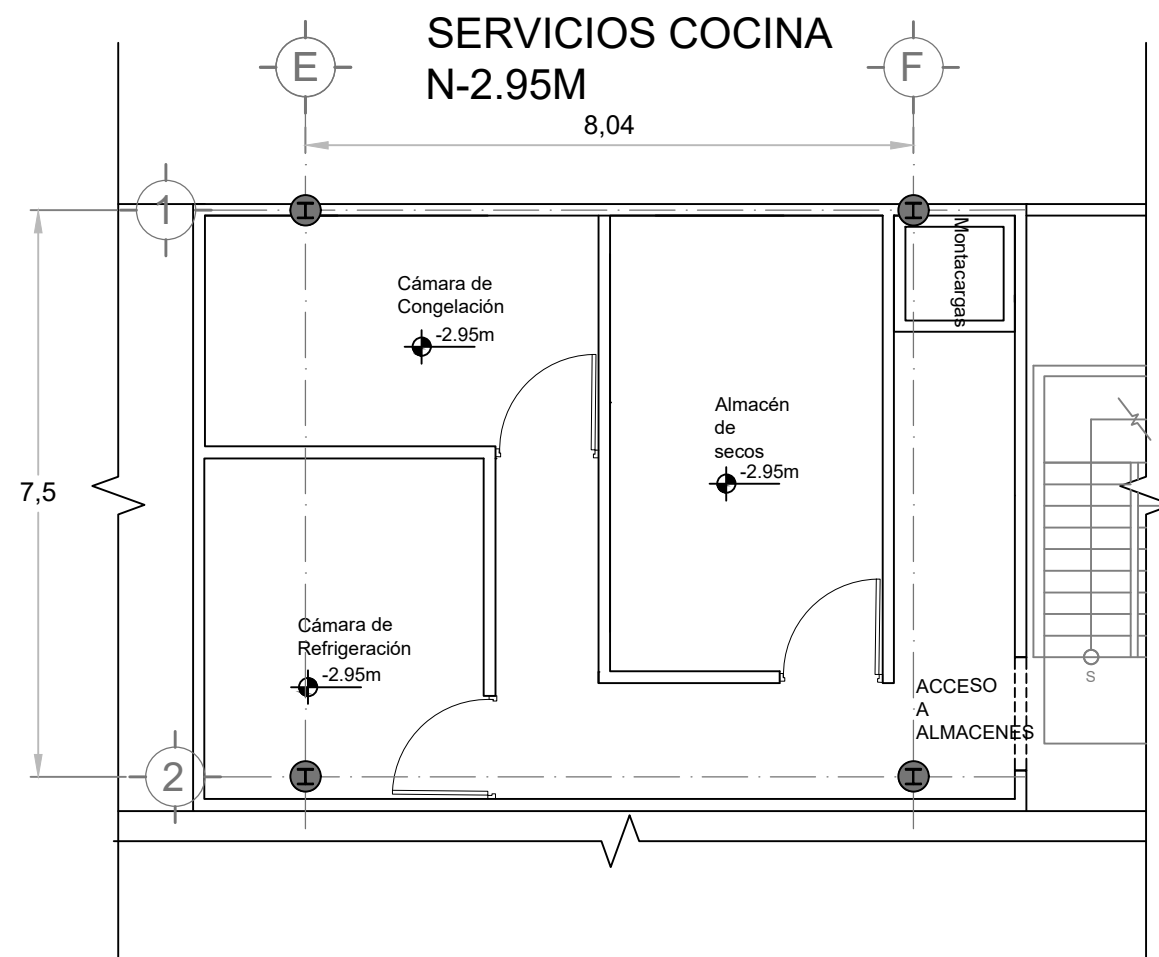 SERVICIOS COCINA
N-2.95M
E
F
8,04
1
Montacargas
Cámara de
Congelación
-2.95m
Almacén
de
secos
-2.95m
7,5
Cámara de
Refrigeración
-2.95m
S
ACCESO
A
ALMACENES
2